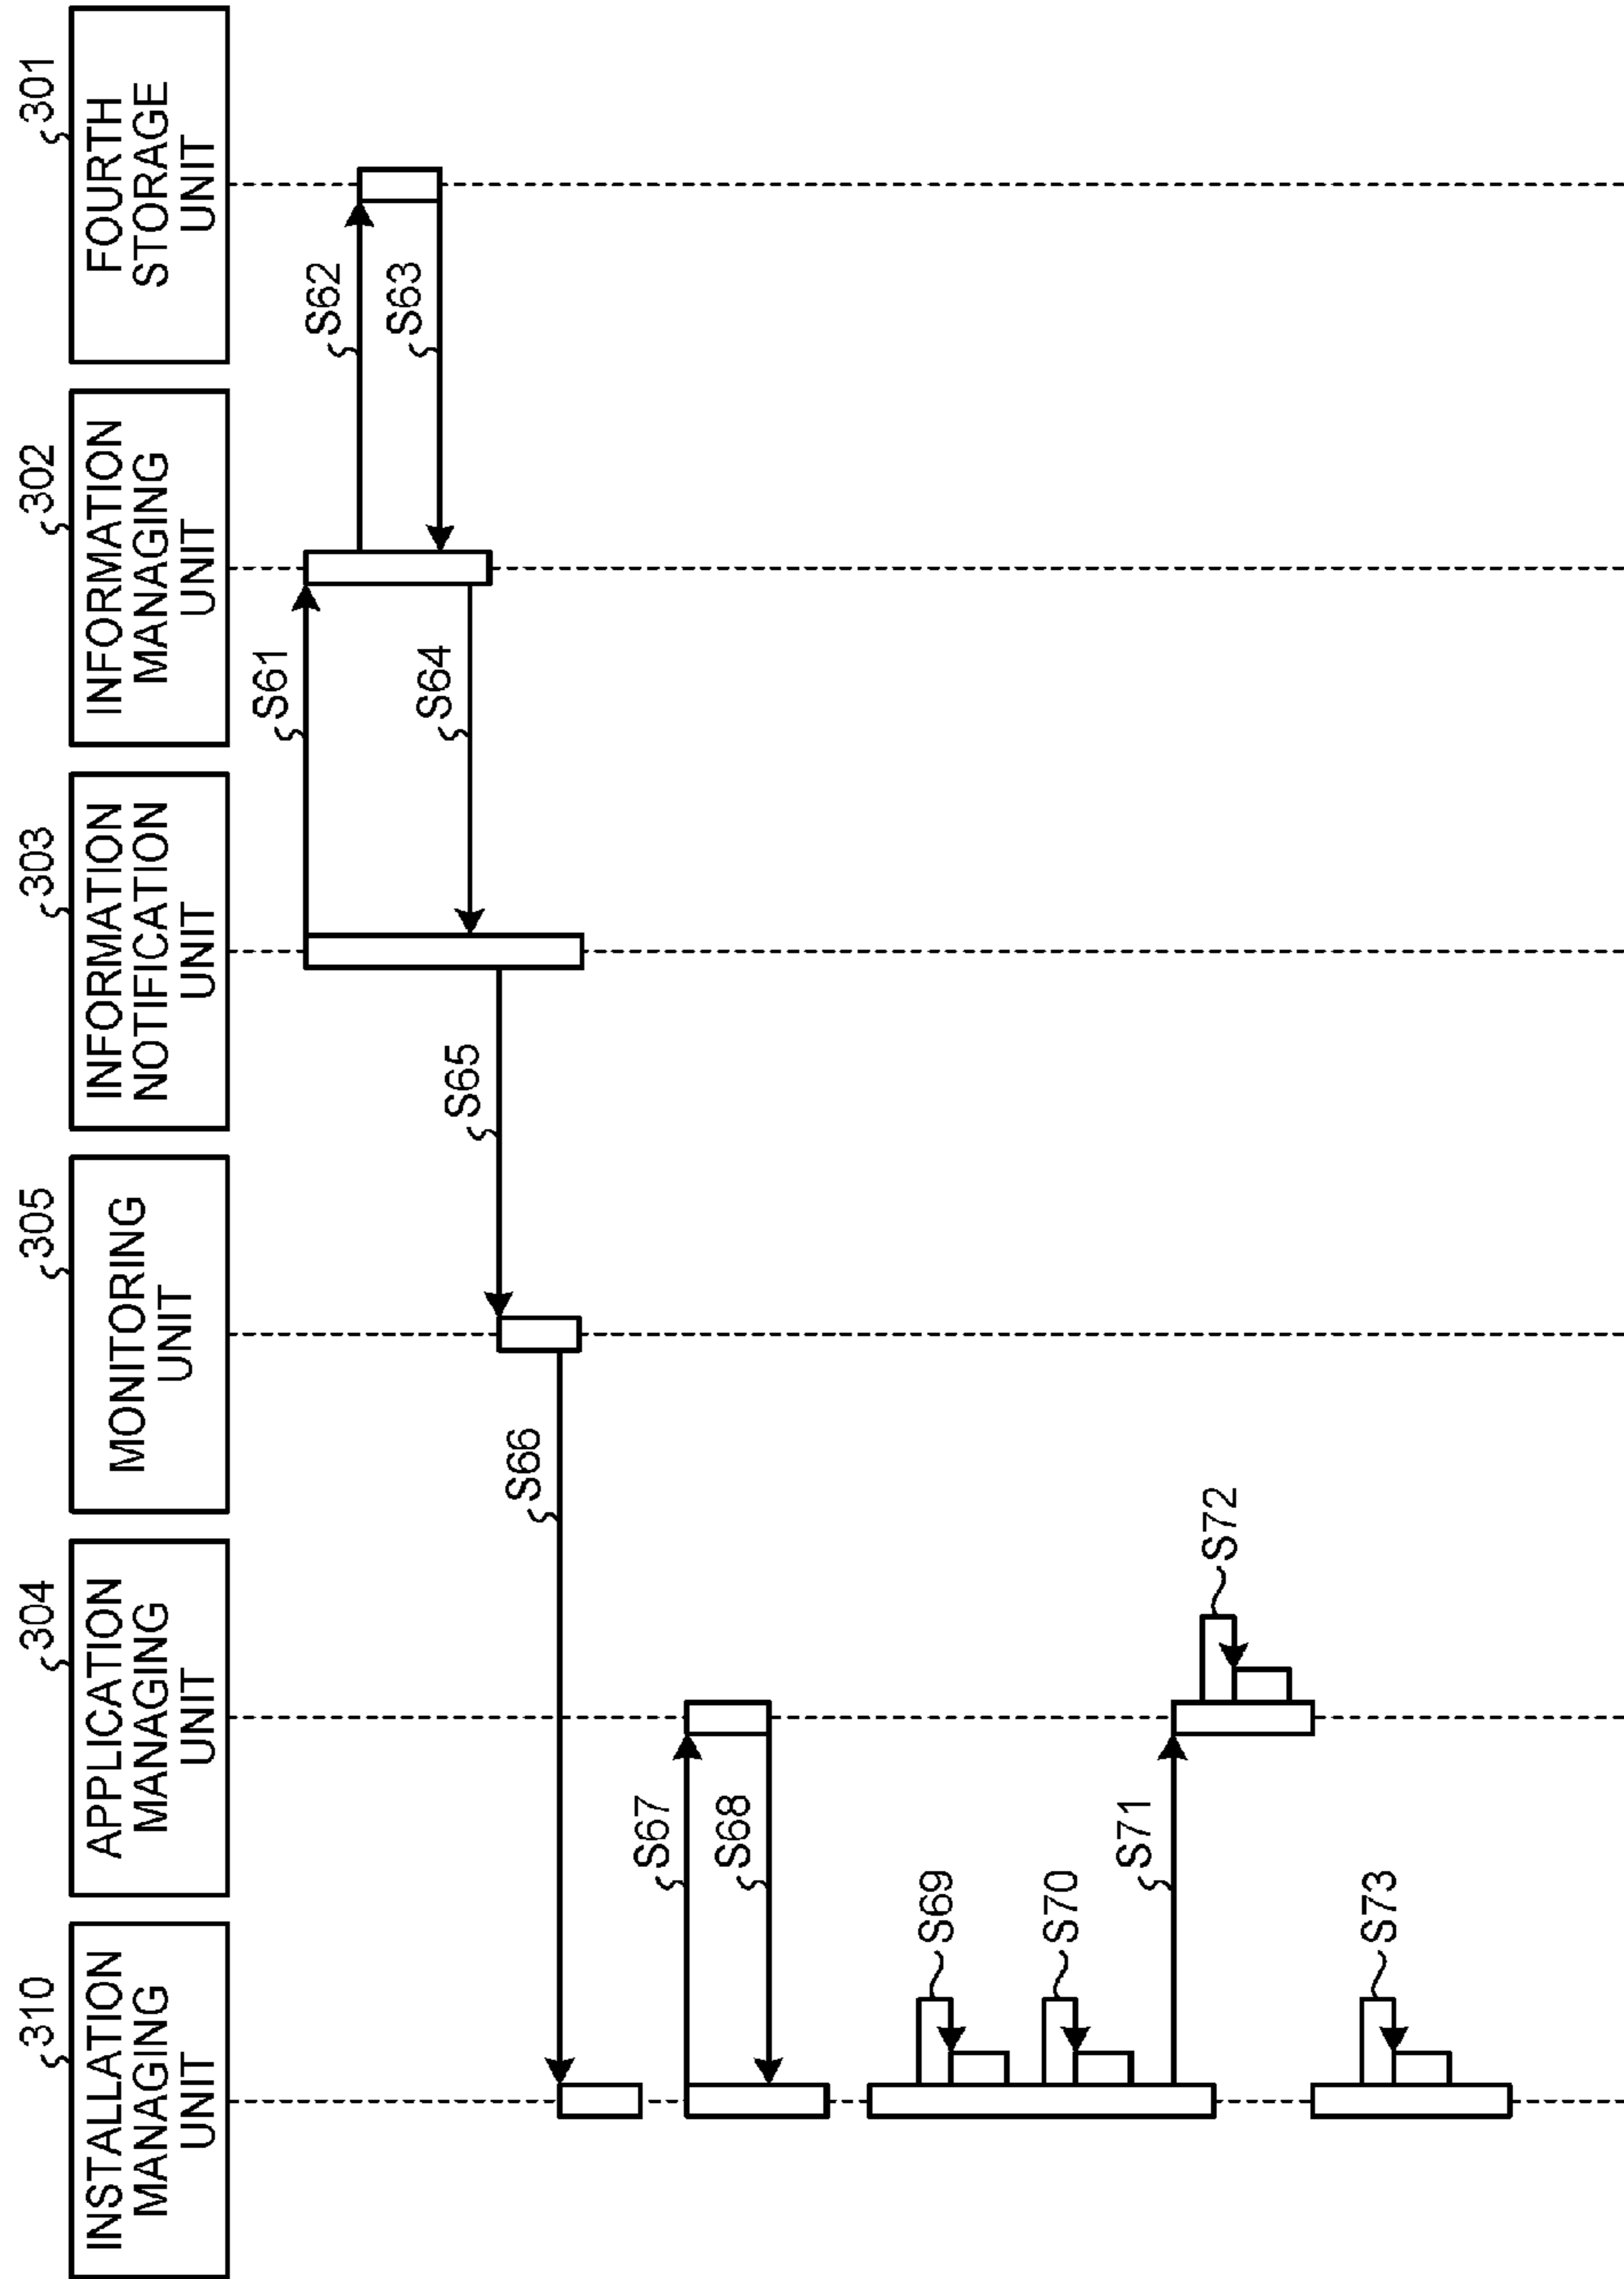 310
INSTALLATION
MANAGING
UNIT
304
APPLICATION
MANAGING
UNIT
305
MONITORING
UNIT
303
INFORMATION
NOTIFICATION
UNIT
302
INFORMATION
MANAGING
UNIT
301
FOURTH
STORAGE
UNIT
S61
S62
S63
S64
S65
S66
S67
S68
S69
S70
S71
S72
S73